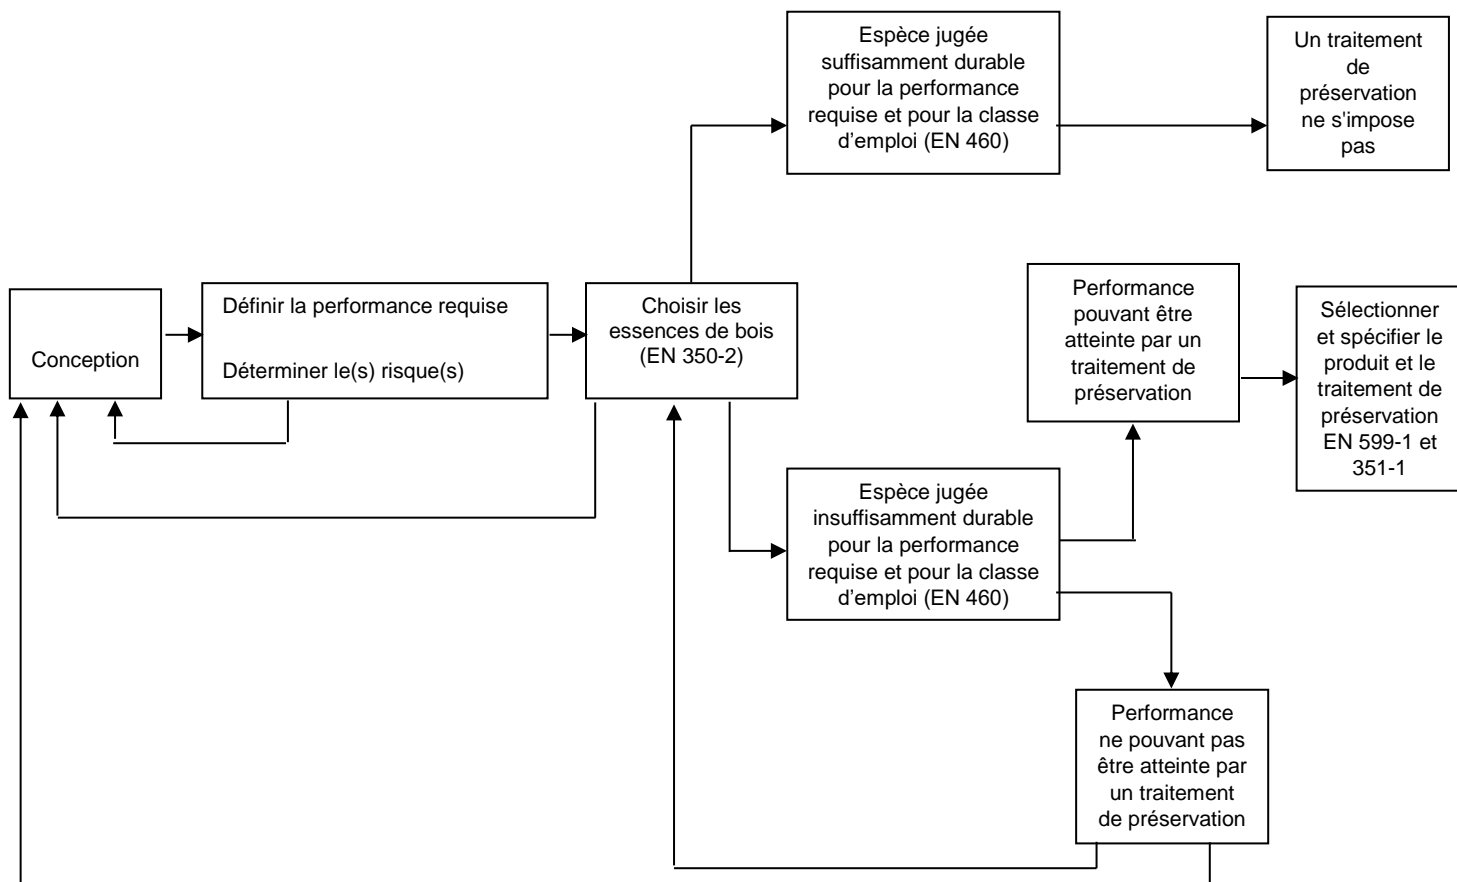 Conception
Définir la performance requise
Déterminer le(s) risque(s)
Choisir les
essences de bois
(EN 350-2)
Espèce jugée
suffisamment durable
pour la performance
requise et pour la classe
d’emploi (EN 460)
Un traitement
de
préservation
ne s'impose
pas
Espèce jugée
insuffisamment durable
pour la performance
requise et pour la classe
d’emploi (EN 460)
Performance
pouvant être
atteinte par un
traitement de
préservation
Sélectionner
et spécifier le
produit et le
traitement de
préservation
EN 599-1 et
351-1
Performance
ne pouvant pas
être atteinte par
un traitement
de préservation